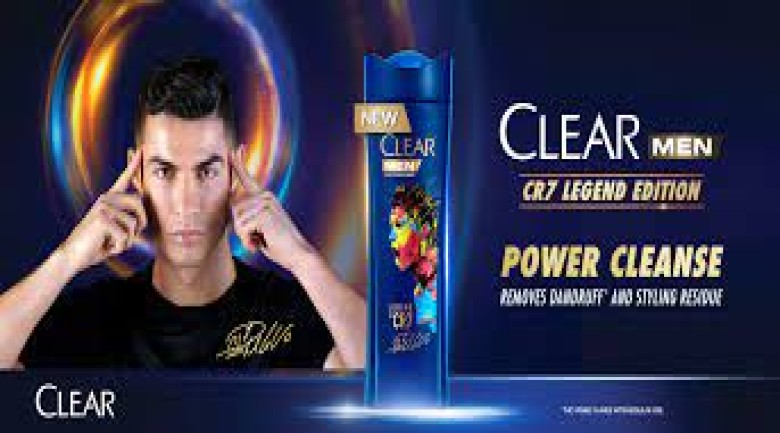 NEW
CLEAR
MEN
CR7
CLEAR MEN
CR7 LEGEND EDITION
POWER CLEANSE
REMOVES DANDRUFF* AND STYLING RESIDUE
CLEAR